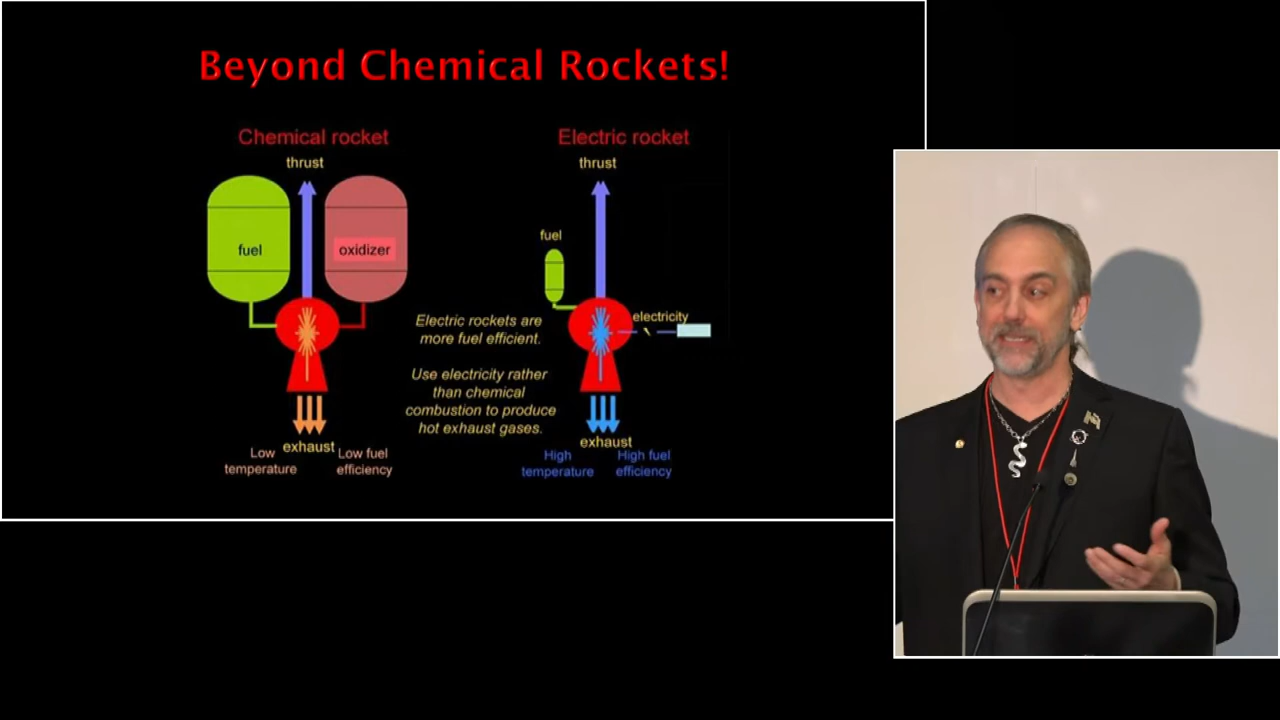 Beyond Chemical Rockets!
Chemical rocket
thrust
fuel
oxidizer
exhaust
Low
temperature
Low fuel
efficiency
Electric rockets are
more fuel efficient.
Use electricity rather
than chemical
combustion to produce
hot exhaust gases.
Electric rocket
thrust
fuel
electricity
exhaust
High
temperature
High fuel
efficiency